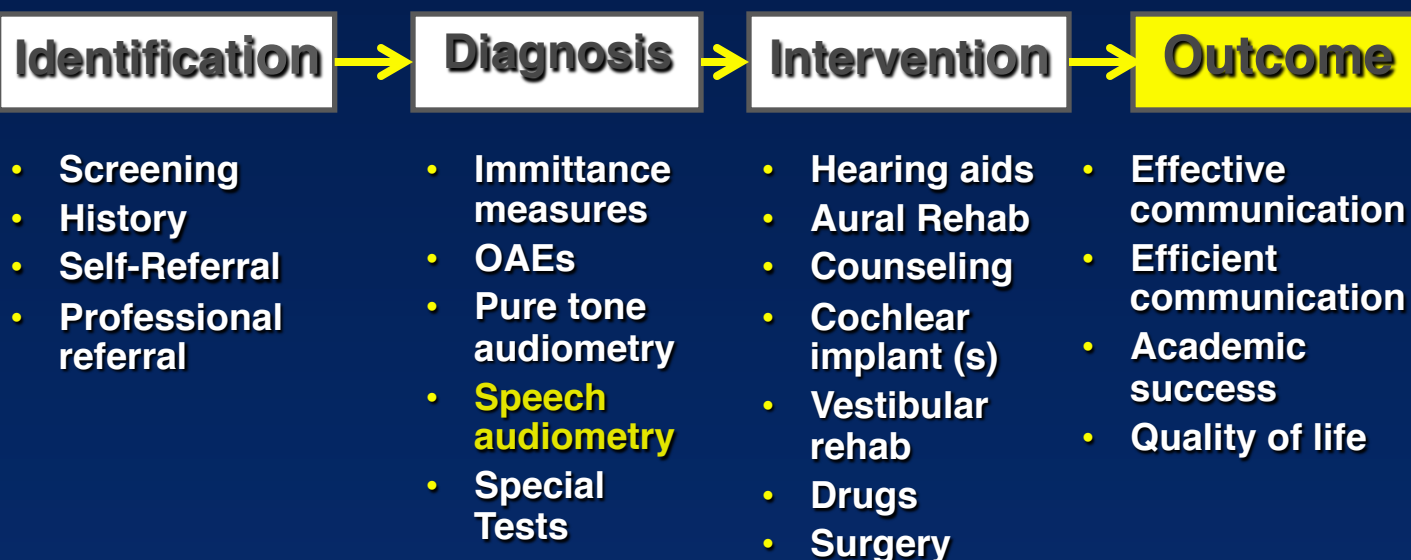 Identification
Diagnosis
Intervention
Outcome
• Screening
• History
• Self-Referral
• Professional
referral
• Immittance
measures
• OAEs
• Pure tone
audiometry
• Speech
audiometry
• Special
Tests
• Hearing aids
• Aural Rehab
• Counseling
• Cochlear
implant (s)
• Vestibular
rehab
• Drugs
• Surgery
• Effective
communication
• Efficient
communication
• Academic
success
• Quality of life